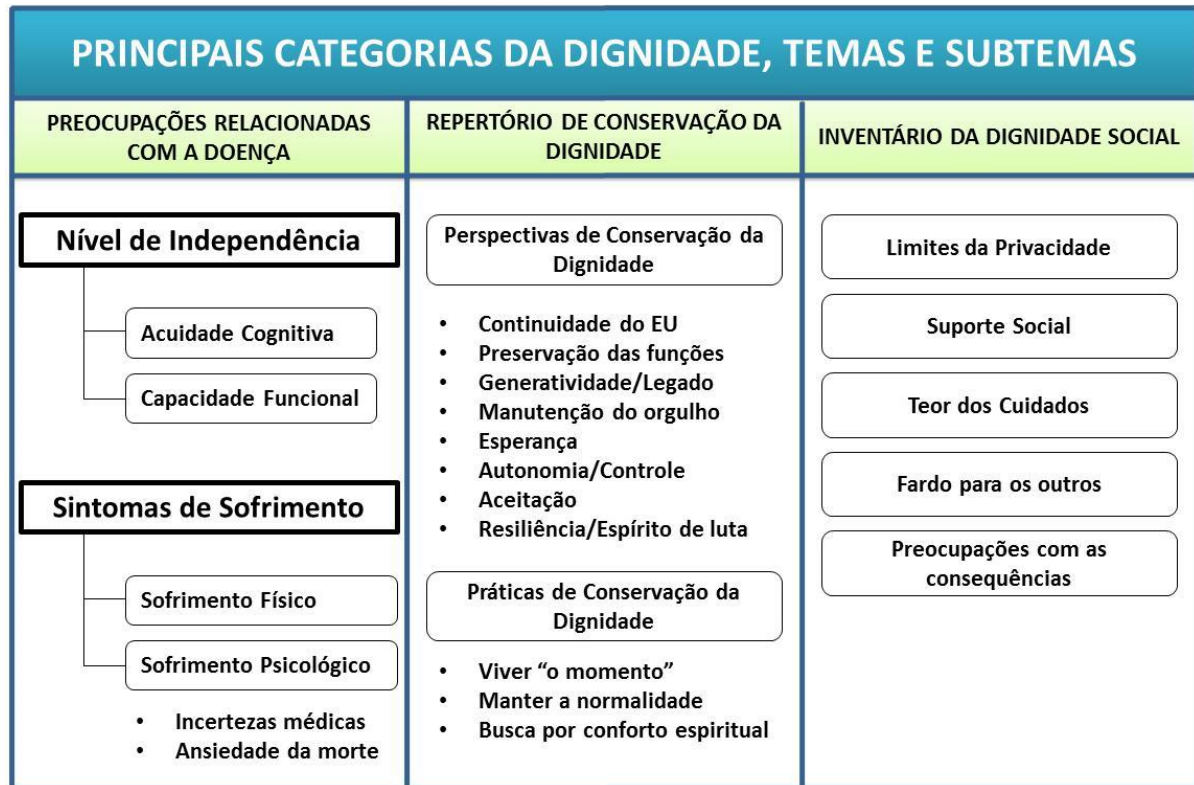 PRINCIPAIS CATEGORIAS DA DIGNIDADE, TEMAS E SUBTEMAS
PREOCUPAÇÕES RELACIONADAS
COM A DOENÇA
Nível de Independência
Acuidade Cognitiva
Capacidade Funcional
Sintomas de Sofrimento
Sofrimento Físico
Sofrimento Psicológico
• Incertezas médicas
• Ansiedade da morte
REPERTÓRIO DE CONSERVAÇÃO DA
DIGNIDADE
Perspectivas de Conservação da
Dignidade
• Continuidade do EU
• Preservação das funções
• Generatividade/Legado
• Manutenção do orgulho
• Esperança
• Autonomia/Controle
• Aceitação
• Resiliência/Espírito de luta
Práticas de Conservação da
Dignidade
• Viver “o momento”
• Manter a normalidade
• Busca por conforto espiritual
INVENTÁRIO DA DIGNIDADE SOCIAL
Limites da Privacidade
Suporte Social
Teor dos Cuidados
Fardo para os outros
Preocupações com as
consequências